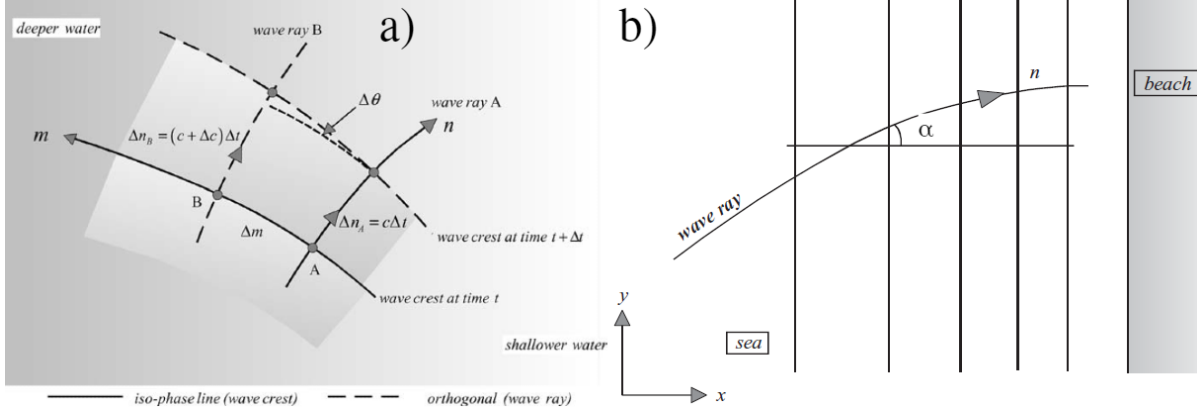 a)
deeper water
wave ray B
Δθ
wave ray A
n
m
Δn_B = (c + Δc)Δt
B
Δm
Δn_A = cΔt
A
wave crest at time t + Δt
wave crest at time t
shallower water
iso-phase line (wave crest)
orthogonal (wave ray)
b)
n
beach
α
wave ray
y
sea
x